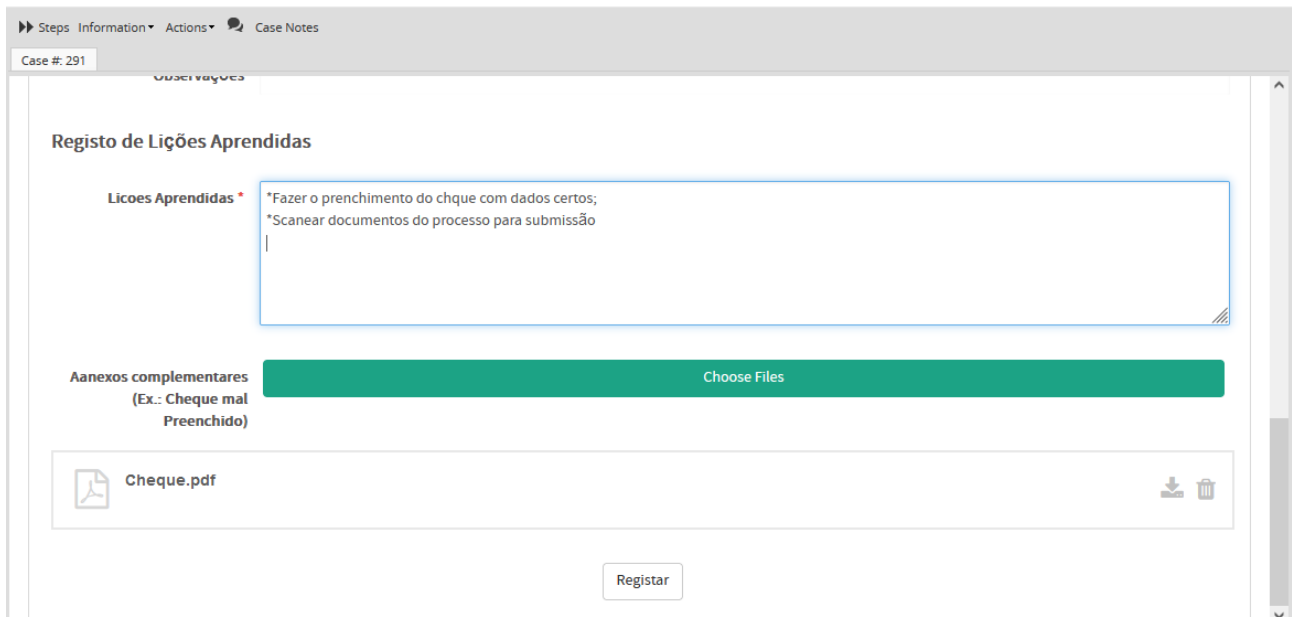 Steps Information Actions Case Notes
Case #: 291
Observações
Registo de Lições Aprendidas
Licoes Aprendidas *
*Fazer o prenchimento do chque com dados certos;
*Scanear documentos do processo para submissão
Aanexos complementares
(Ex.: Cheque mal
Preenchido)
Choose Files
Cheque.pdf
Registar